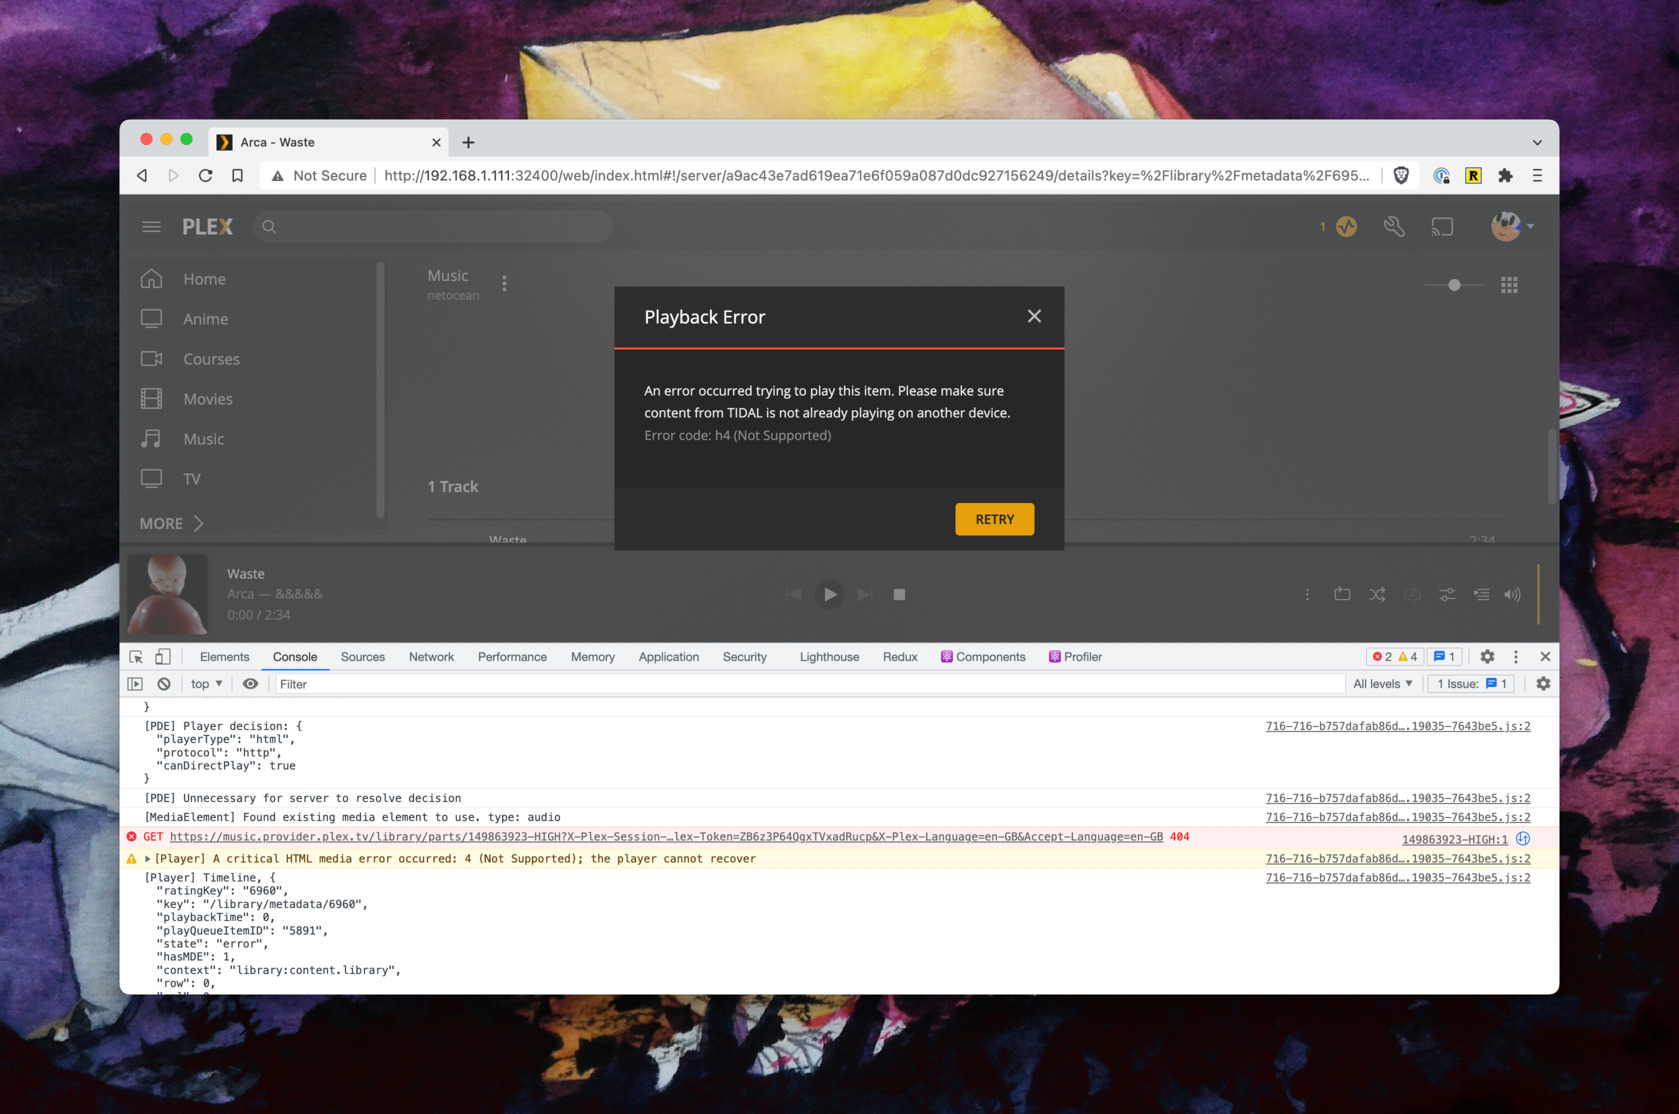 Arca - Waste
Not Secure
http://192.168.1.111:32400/web/index.html#!/server/a9ac43e7ad619ea71e6f059a087d0dc927156249/details?key=%2Flibrary%2Fmetadata%2F695...
R
PLEX
1
Home
Anime
Courses
Movies
Music
TV
MORE
Music
netocean
Playback Error
An error occurred trying to play this item. Please make sure
content from TIDAL is not already playing on another device.
Error code: h4 (Not Supported)
RETRY
1 Track
Waste
2:34
Waste
Arca — &&&&&
0:00 / 2:34
Elements Console Sources Network Performance Memory Application Security Lighthouse Redux Components Profiler 2 4 1
top Filter All levels 1 Issue: 1
}
[PDE] Player decision: { 716-716-b757dafab86d….19035-7643be5.js:2
"playerType": "html",
"protocol": "http",
"canDirectPlay": true
}
[PDE] Unnecessary for server to resolve decision 716-716-b757dafab86d….19035-7643be5.js:2
[MediaElement] Found existing media element to use. type: audio 716-716-b757dafab86d….19035-7643be5.js:2
GET https://music.provider.plex.tv/library/parts/149863923-HIGH?X-Plex-Session-…lex-Token=ZB6z3P64QgxTVxadRucp&X-Plex-Language=en-GB&Accept-Language=en-GB 404 149863923-HIGH:1
[Player] A critical HTML media error occurred: 4 (Not Supported); the player cannot recover 716-716-b757dafab86d….19035-7643be5.js:2
[Player] Timeline, { 716-716-b757dafab86d….19035-7643be5.js:2
"ratingKey": "6960",
"key": "/library/metadata/6960",
"playbackTime": 0,
"playQueueItemID": "5891",
"state": "error",
"hasMDE": 1,
"context": "library:content.library",
"row": 0,